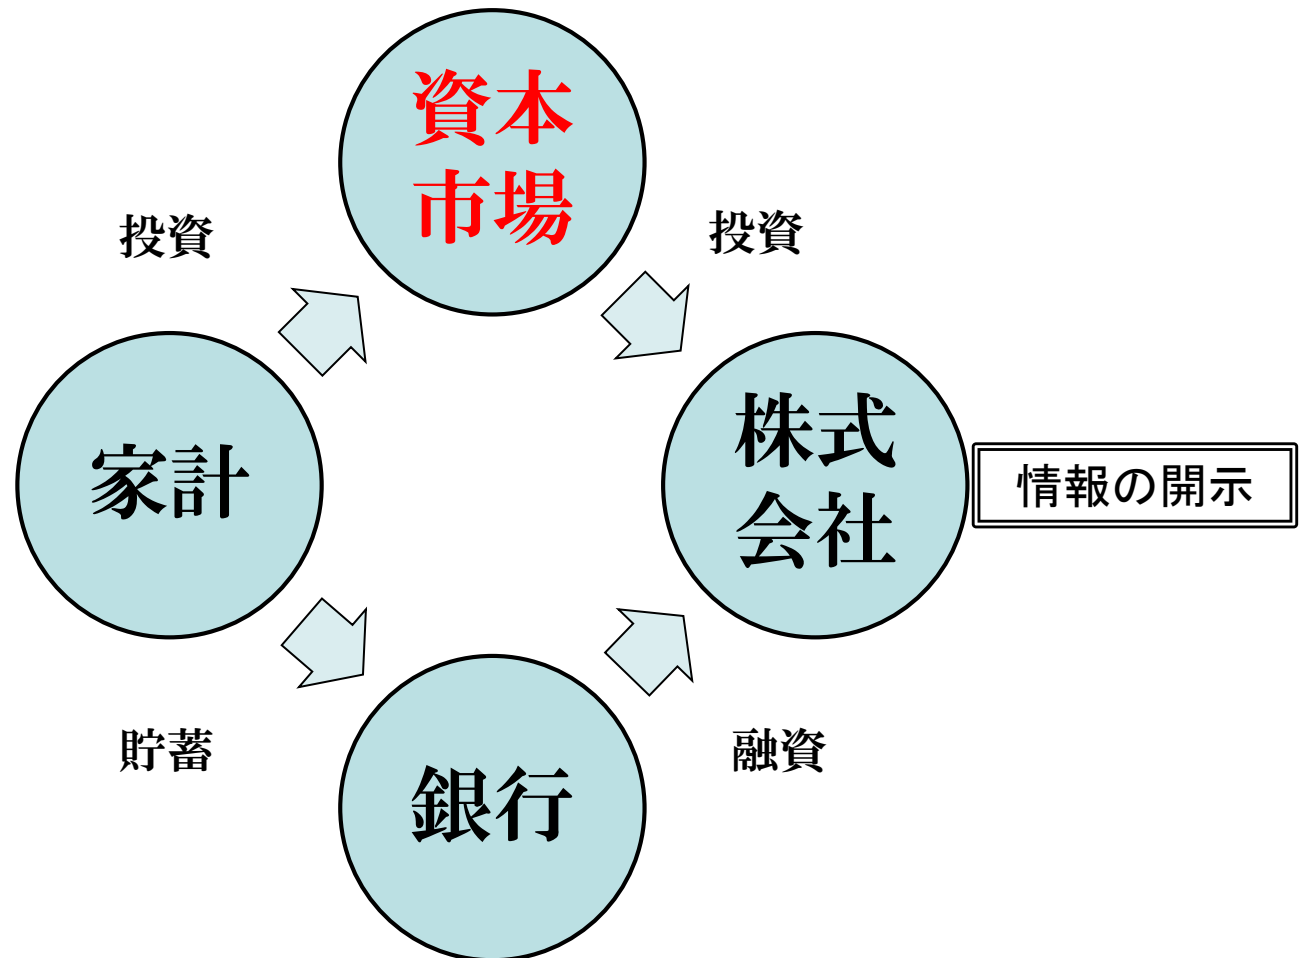 資本
市場
投資
投資
家計
株式
会社
情報の開示
貯蓄
融資
銀行